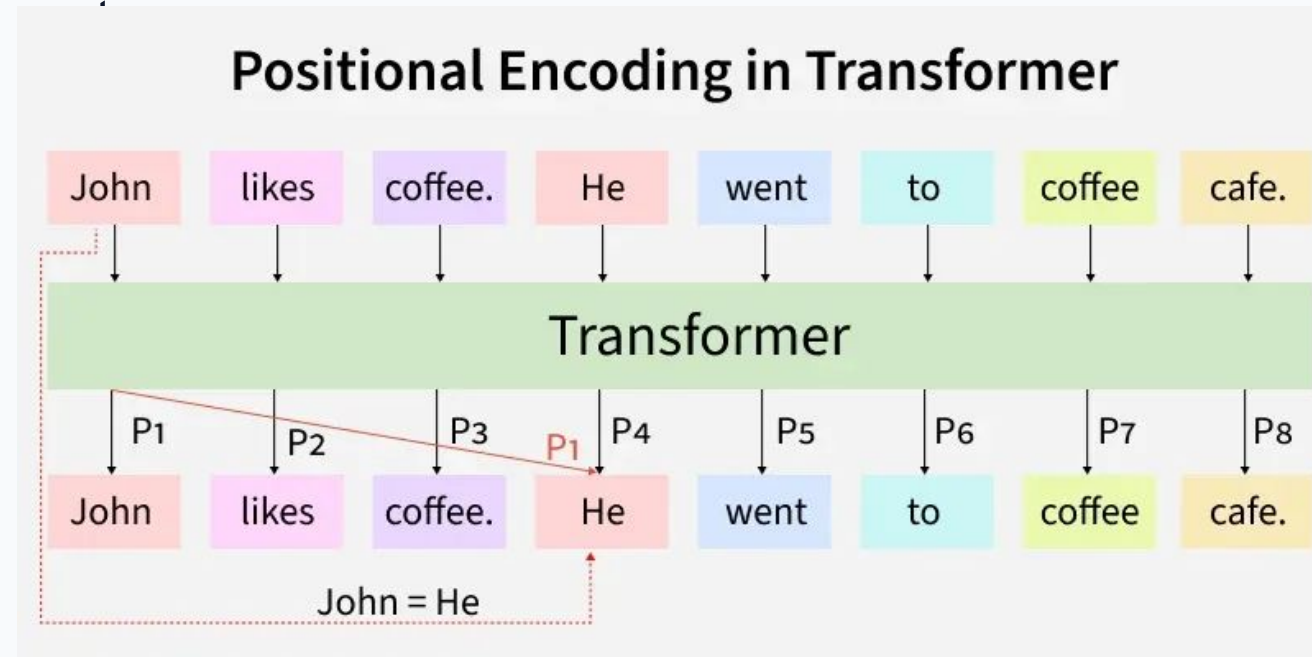 Positional Encoding in Transformer
John likes coffee. He went to coffee cafe.
Transformer
P1 P2 P3 P1 P4 P5 P6 P7 P8
John likes coffee. He went to coffee cafe.
John = He